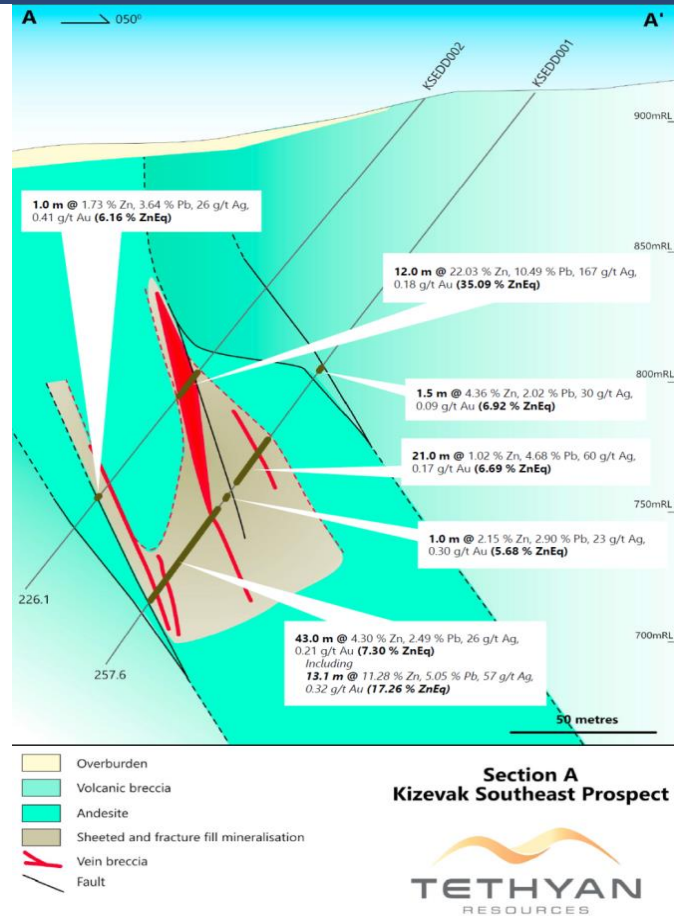 A
050⁰
A'
KSEDD002
KSEDD001
900mRL
1.0 m @ 1.73 % Zn, 3.64 % Pb, 26 g/t Ag,
0.41 g/t Au (6.16 % ZnEq)
850mRL
12.0 m @ 22.03 % Zn, 10.49 % Pb, 167 g/t Ag,
0.18 g/t Au (35.09 % ZnEq)
800mRL
1.5 m @ 4.36 % Zn, 2.02 % Pb, 30 g/t Ag,
0.09 g/t Au (6.92 % ZnEq)
21.0 m @ 1.02 % Zn, 4.68 % Pb, 60 g/t Ag,
0.17 g/t Au (6.69 % ZnEq)
750mRL
1.0 m @ 2.15 % Zn, 2.90 % Pb, 23 g/t Ag,
0.30 g/t Au (5.68 % ZnEq)
226.1
700mRL
43.0 m @ 4.30 % Zn, 2.49 % Pb, 26 g/t Ag,
0.21 g/t Au (7.30 % ZnEq)
Including
13.1 m @ 11.28 % Zn, 5.05 % Pb, 57 g/t Ag,
0.32 g/t Au (17.26 % ZnEq)
257.6
50 metres
Overburden
Volcanic breccia
Andesite
Sheeted and fracture fill mineralisation
Vein breccia
Fault
Section A
Kizevak Southeast Prospect
TETHYAN
RESOURCES